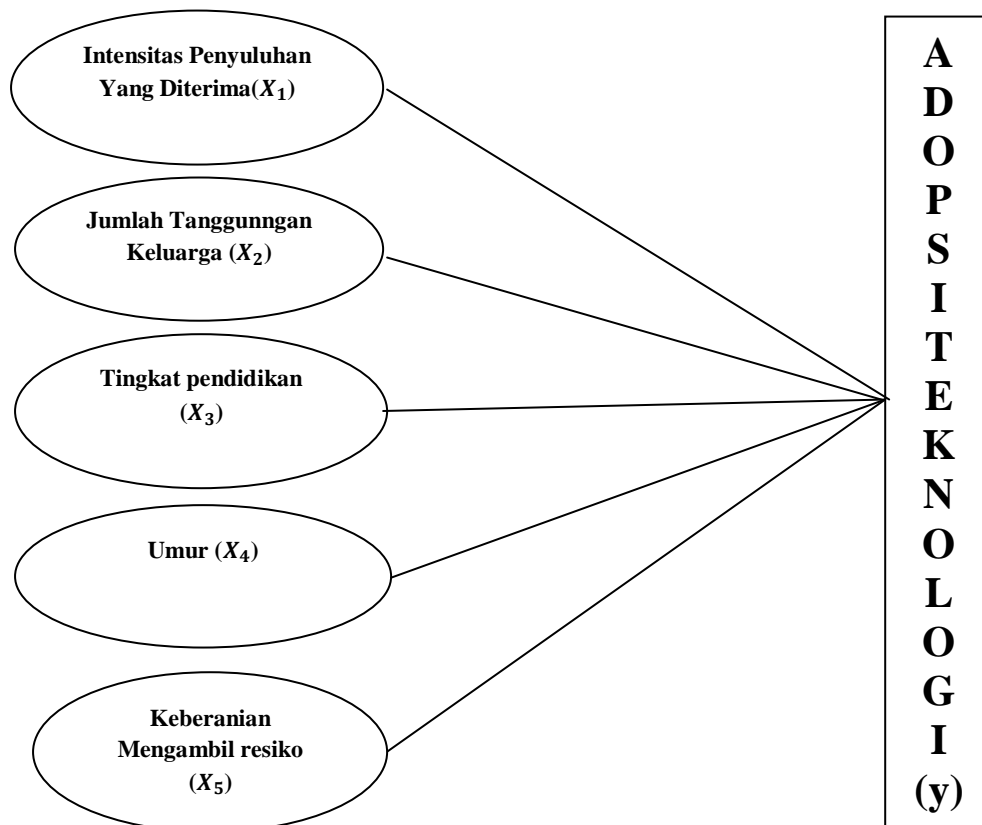 Intensitas Penyuluhan
Yang Diterima(X₁)
Jumlah Tanggunngan
Keluarga (X₂)
Tingkat pendidikan
(X₃)
Umur (X₄)
Keberanian
Mengambil resiko
(X₅)
A
D
O
P
S
I
T
E
K
N
O
L
O
G
I
(y)